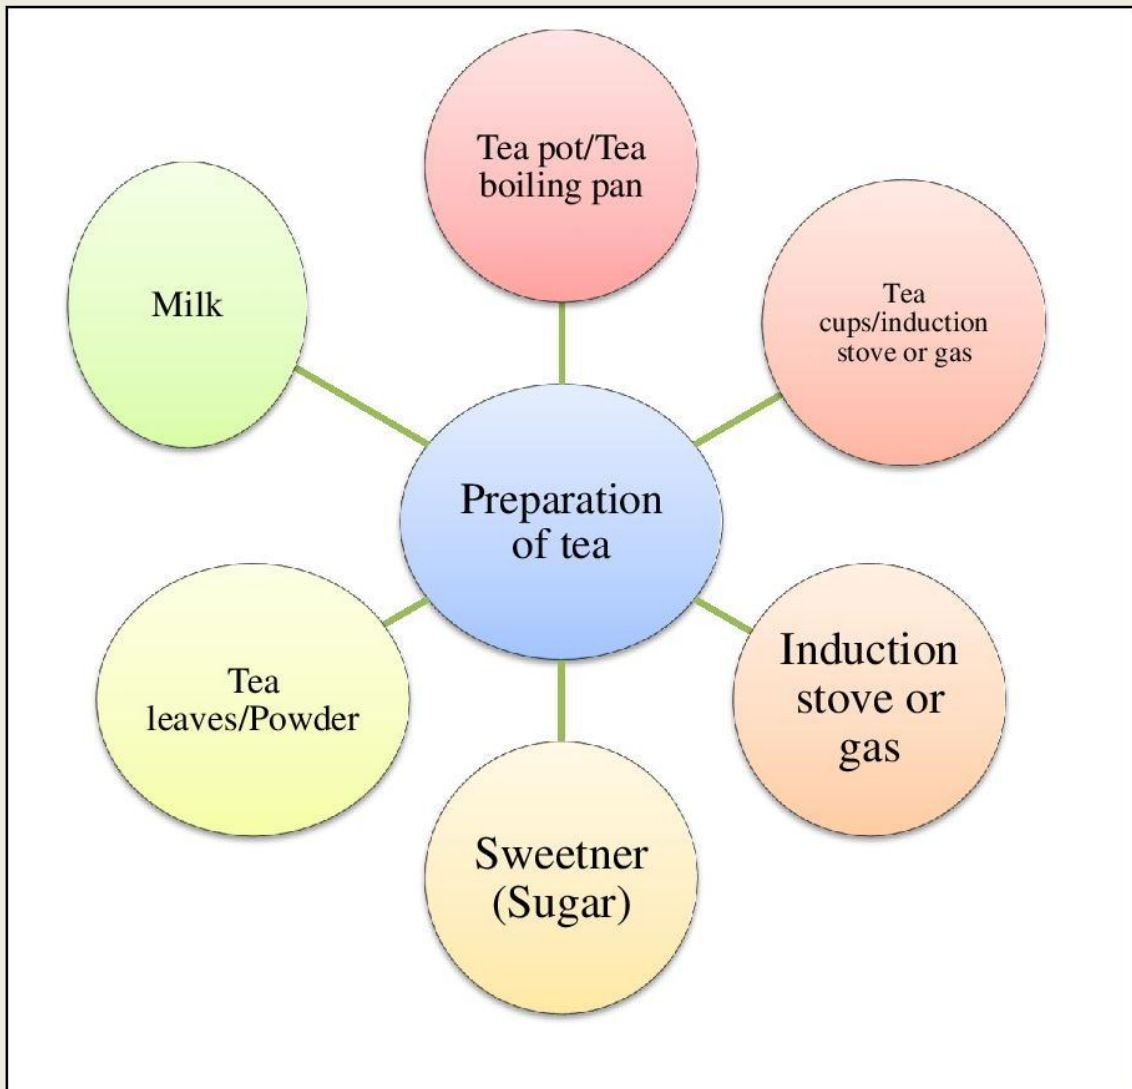 Tea pot/Tea
boiling pan
Tea
cups/induction
stove or gas
Milk
Preparation
of tea
Induction
stove or
gas
Tea
leaves/Powder
Sweetner
(Sugar)